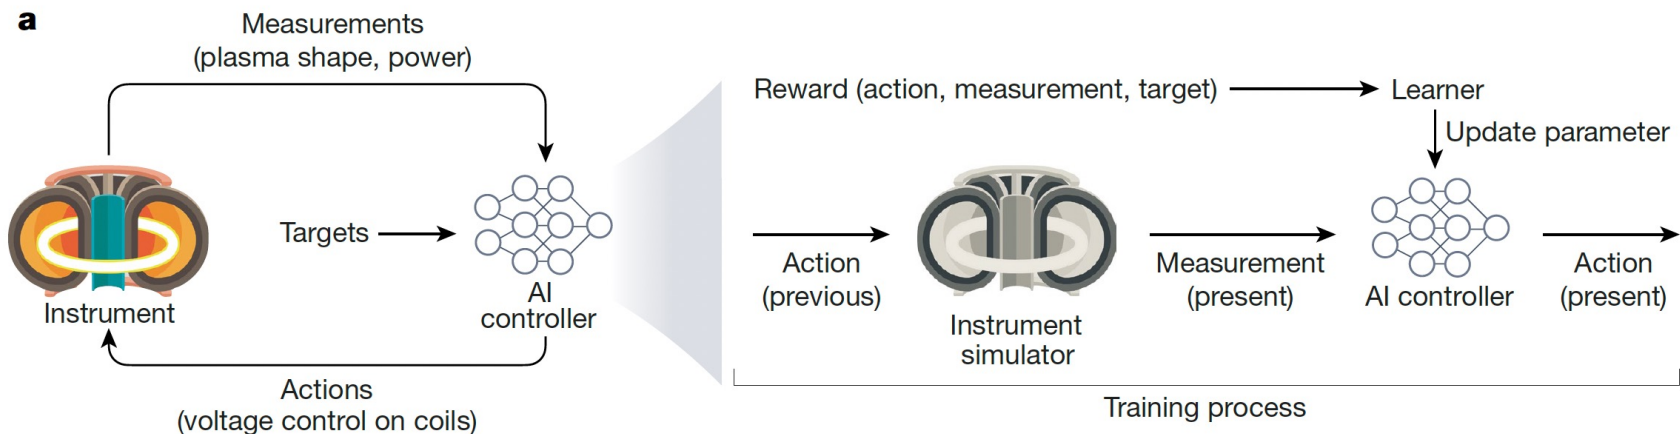 a
Measurements
(plasma shape, power)
Targets
Instrument
AI
controller
Actions
(voltage control on coils)
Reward (action, measurement, target)
Learner
Update parameter
Action
(previous)
Instrument
simulator
Measurement
(present)
AI controller
Action
(present)
Training process